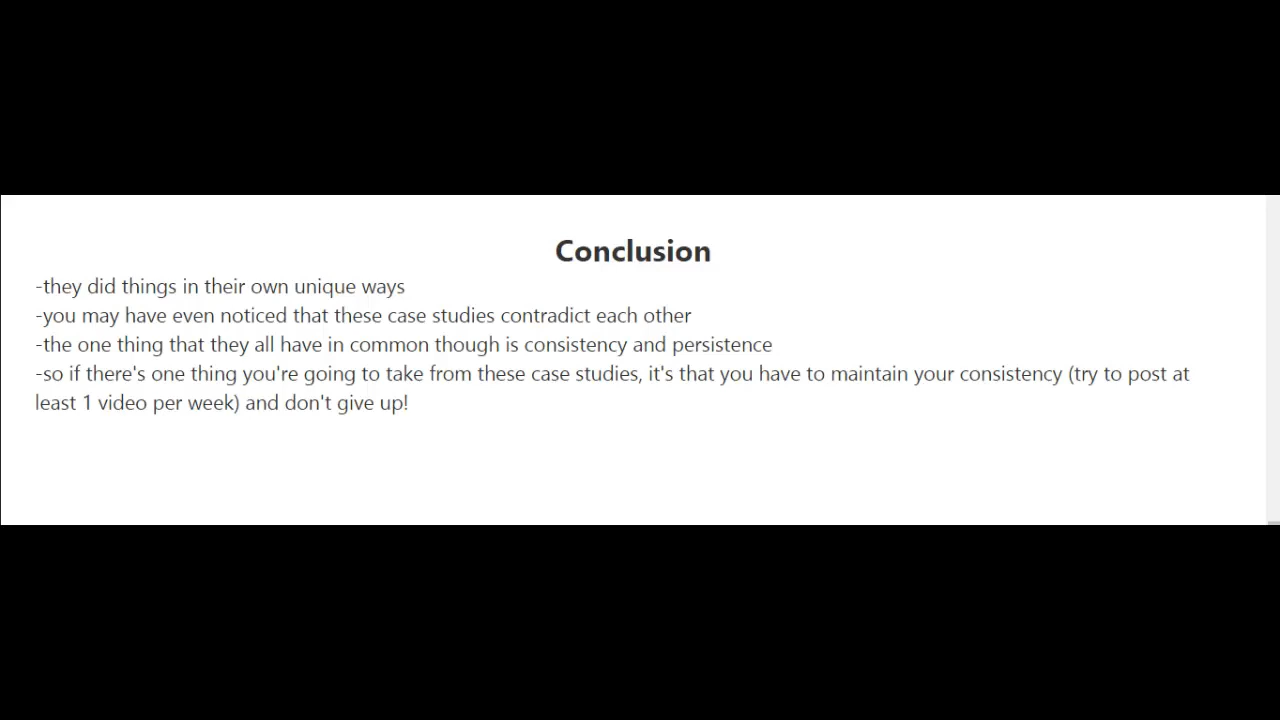 Conclusion
-they did things in their own unique ways
-you may have even noticed that these case studies contradict each other
-the one thing that they all have in common though is consistency and persistence
-so if there's one thing you're going to take from these case studies, it's that you have to maintain your consistency (try to post at
least 1 video per week) and don't give up!